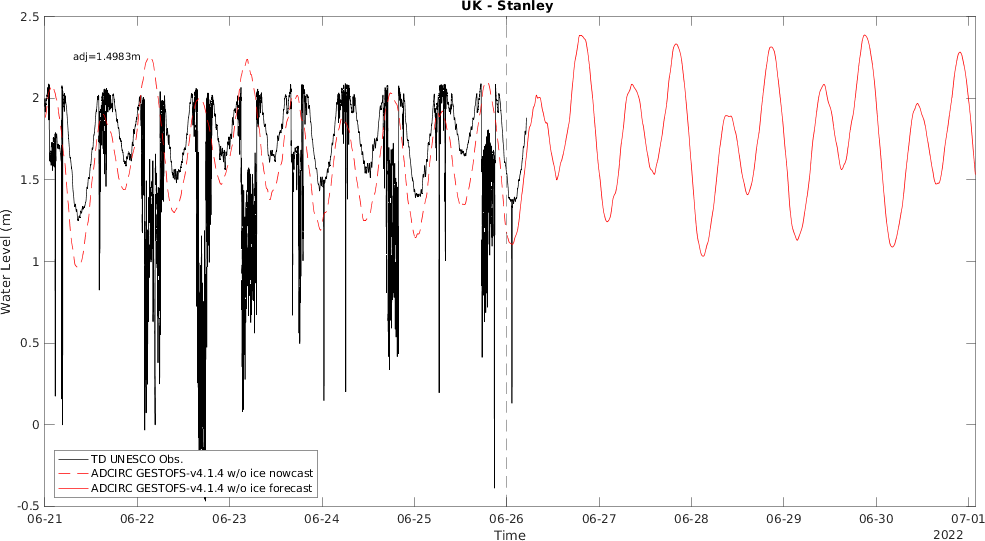 UK - Stanley
2.5
adj=1.4983m
2
1.5
1
0.5
0
-0.5
Water Level (m)
TD UNESCO Obs.
ADCIRC GESTOFS-v4.1.4 w/o ice nowcast
ADCIRC GESTOFS-v4.1.4 w/o ice forecast
06-21 06-22 06-23 06-24 06-25 06-26 06-27 06-28 06-29 06-30 07-01
Time
2022